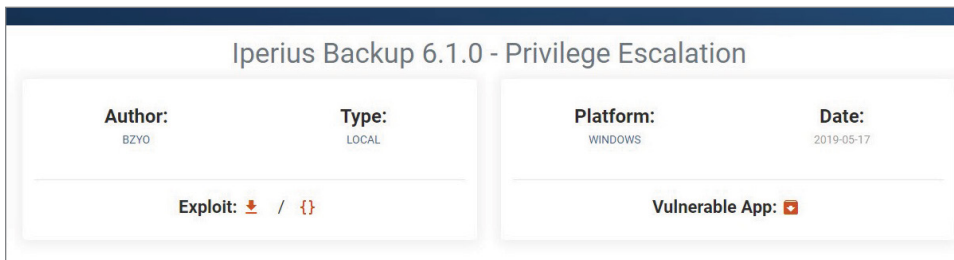 Iperius Backup 6.1.0 - Privilege Escalation
Author: Type: Platform: Date:
BZYO LOCAL WINDOWS 2019-05-17
Exploit: / {} Vulnerable App: